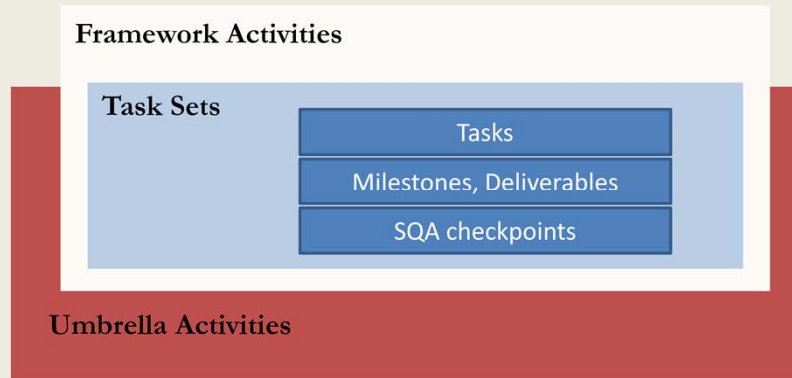 Framework Activities
Task Sets
Tasks
Milestones, Deliverables
SQA checkpoints
Umbrella Activities